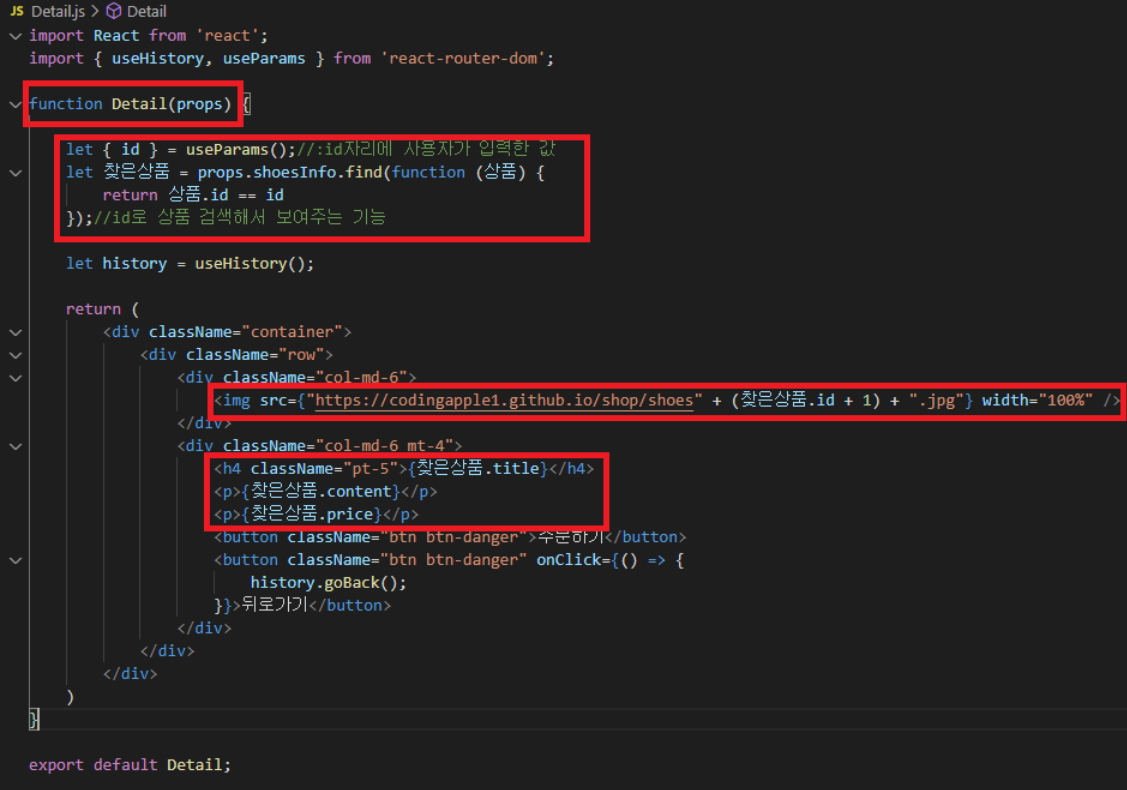 JS Detail.js > Detail
import React from 'react';
import { useHistory, useParams } from 'react-router-dom';
function Detail(props) {
let { id } = useParams();//:id자리에 사용자가 입력한 값
let 찾은상품 = props.shoesInfo.find(function (상품) {
return 상품.id == id
});//id로 상품 검색해서 보여주는 기능
let history = useHistory();
return (
<div className="container">
<div className="row">
<div className="col-md-6">
<img src={"https://codingapple1.github.io/shop/shoes" + (찾은상품.id + 1) + ".jpg"} width="100%" />
</div>
<div className="col-md-6 mt-4">
<h4 className="pt-5">{찾은상품.title}</h4>
<p>{찾은상품.content}</p>
<p>{찾은상품.price}</p>
<button className="btn btn-danger">주문하기</button>
<button className="btn btn-danger" onClick={() => {
history.goBack();
}}>뒤로가기</button>
</div>
</div>
</div>
)
}
export default Detail;